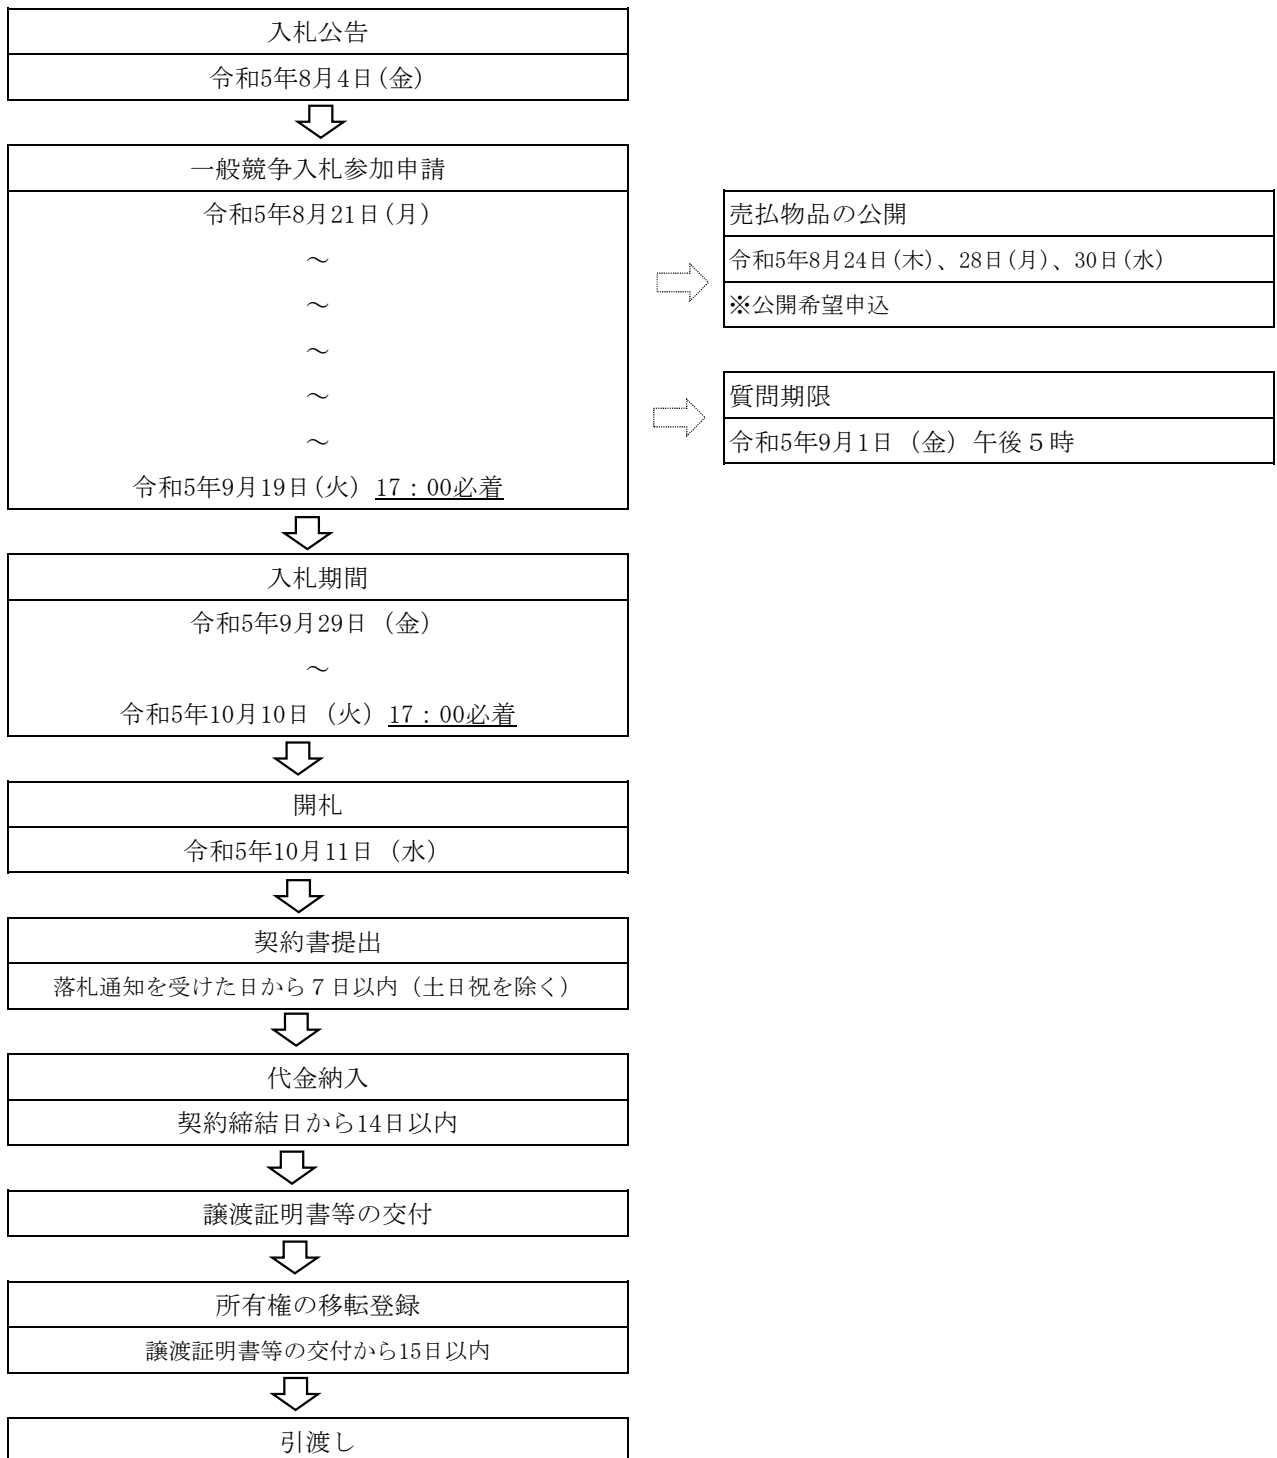 入札公告
令和5年8月4日(金)
一般競争入札参加申請
令和5年8月21日(月)
～
～
～
～
～
令和5年9月19日(火) 17：00必着
売払物品の公開
令和5年8月24日(木)、28日(月)、30日(水)
※公開希望申込
質問期限
令和5年9月1日（金）午後５時
入札期間
令和5年9月29日（金）
～
令和5年10月10日（火）17：00必着
開札
令和5年10月11日（水）
契約書提出
落札通知を受けた日から７日以内（土日祝を除く）
代金納入
契約締結日から14日以内
譲渡証明書等の交付
所有権の移転登録
譲渡証明書等の交付から15日以内
引渡し